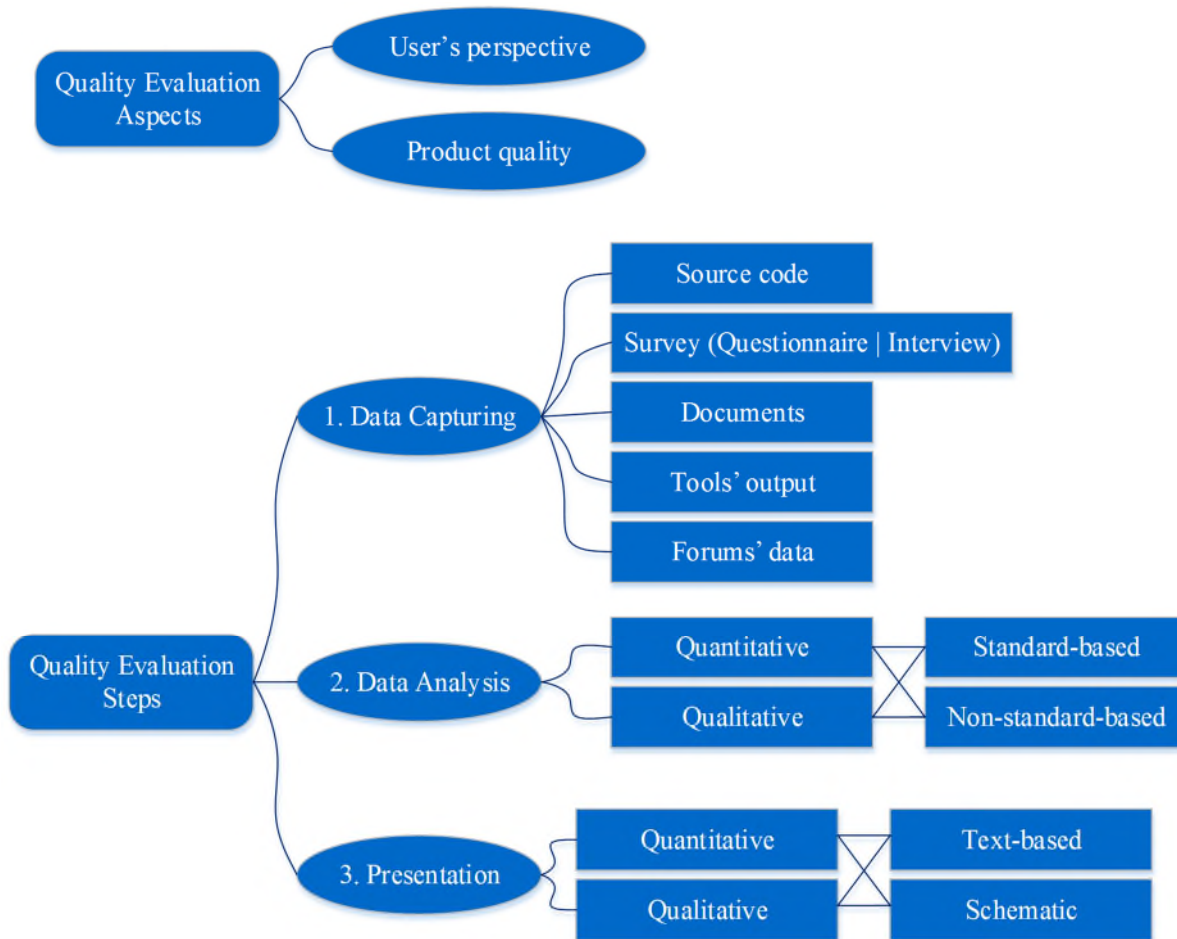 User’s perspective
Quality Evaluation
Aspects
Product quality
Source code
Survey (Questionnaire | Interview)
1. Data Capturing
Documents
Tools’ output
Forums’ data
Quality Evaluation
Steps
2. Data Analysis
Quantitative
Standard-based
Qualitative
Non-standard-based
3. Presentation
Quantitative
Text-based
Qualitative
Schematic